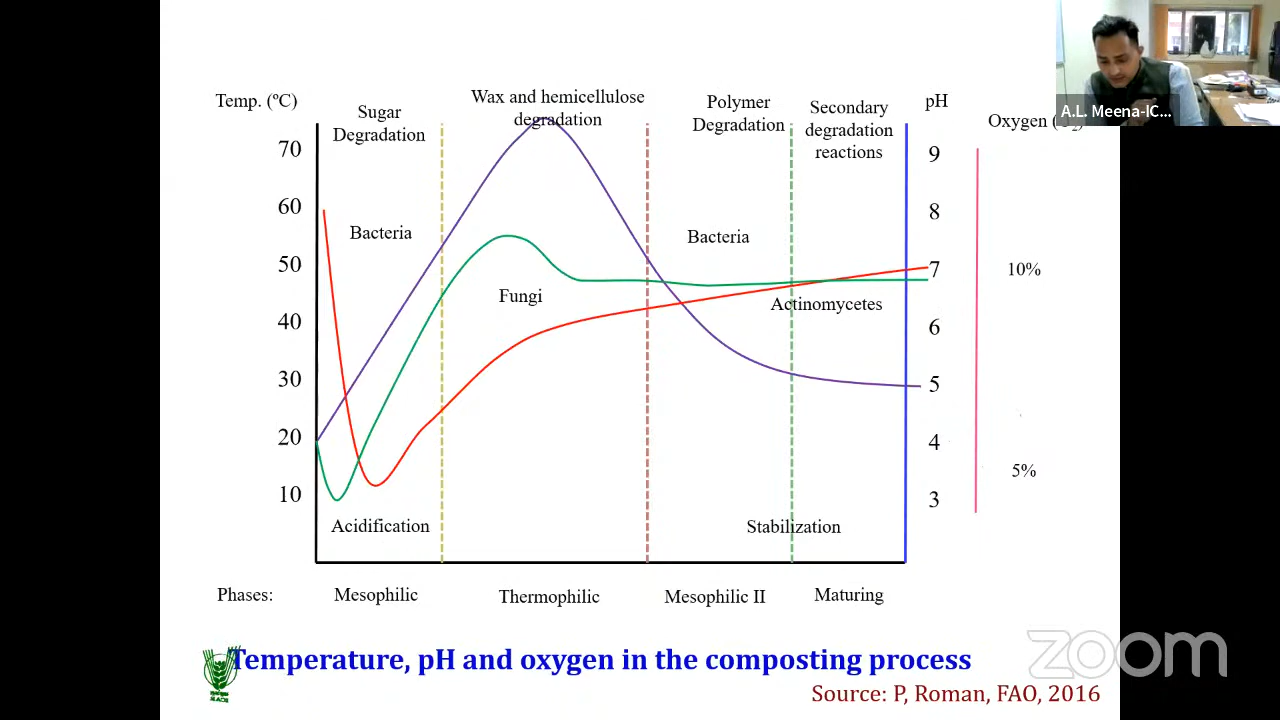 A.L. Meena-IC...
Temp. (ºC)
Sugar
Degradation
Wax and hemicellulose
degradation
Polymer
Degradation
Secondary
degradation
reactions
pH
Oxygen (
70
60
50
40
30
20
10
Bacteria
Fungi
Bacteria
Actinomycetes
Acidification
Stabilization
9
8
7
6
5
4
3
10%
5%
Phases: Mesophilic Thermophilic Mesophilic II Maturing
Temperature, pH and oxygen in the composting process
Source: P, Roman, FAO, 2016
zoom